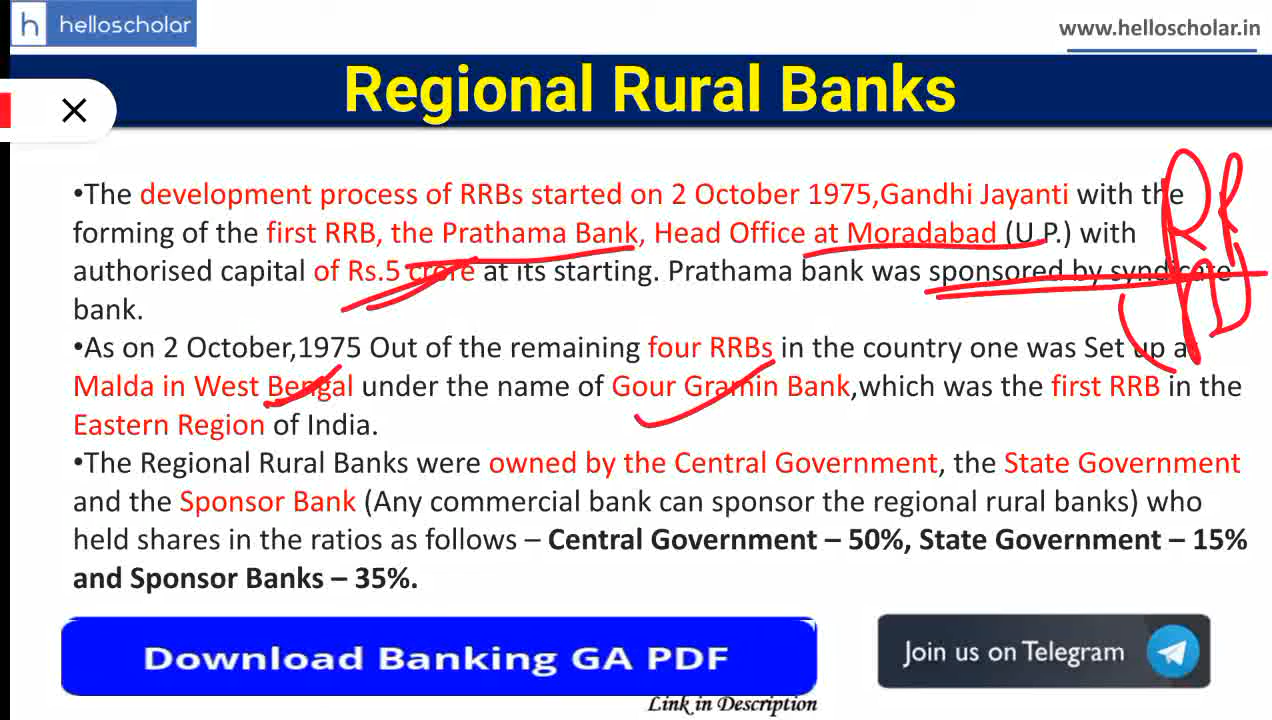 helloscholar
www.helloscholar.in
Regional Rural Banks
•The development process of RRBs started on 2 October 1975,Gandhi Jayanti with the
forming of the first RRB, the Prathama Bank, Head Office at Moradabad (U.P.) with
authorised capital of Rs.5 crore at its starting. Prathama bank was sponsored by syndicate
bank.
•As on 2 October,1975 Out of the remaining four RRBs in the country one was Set up at
Malda in West Bengal under the name of Gour Gramin Bank,which was the first RRB in the
Eastern Region of India.
•The Regional Rural Banks were owned by the Central Government, the State Government
and the Sponsor Bank (Any commercial bank can sponsor the regional rural banks) who
held shares in the ratios as follows – Central Government – 50%, State Government – 15%
and Sponsor Banks – 35%.
Download Banking GA PDF
Join us on Telegram
Link in Description